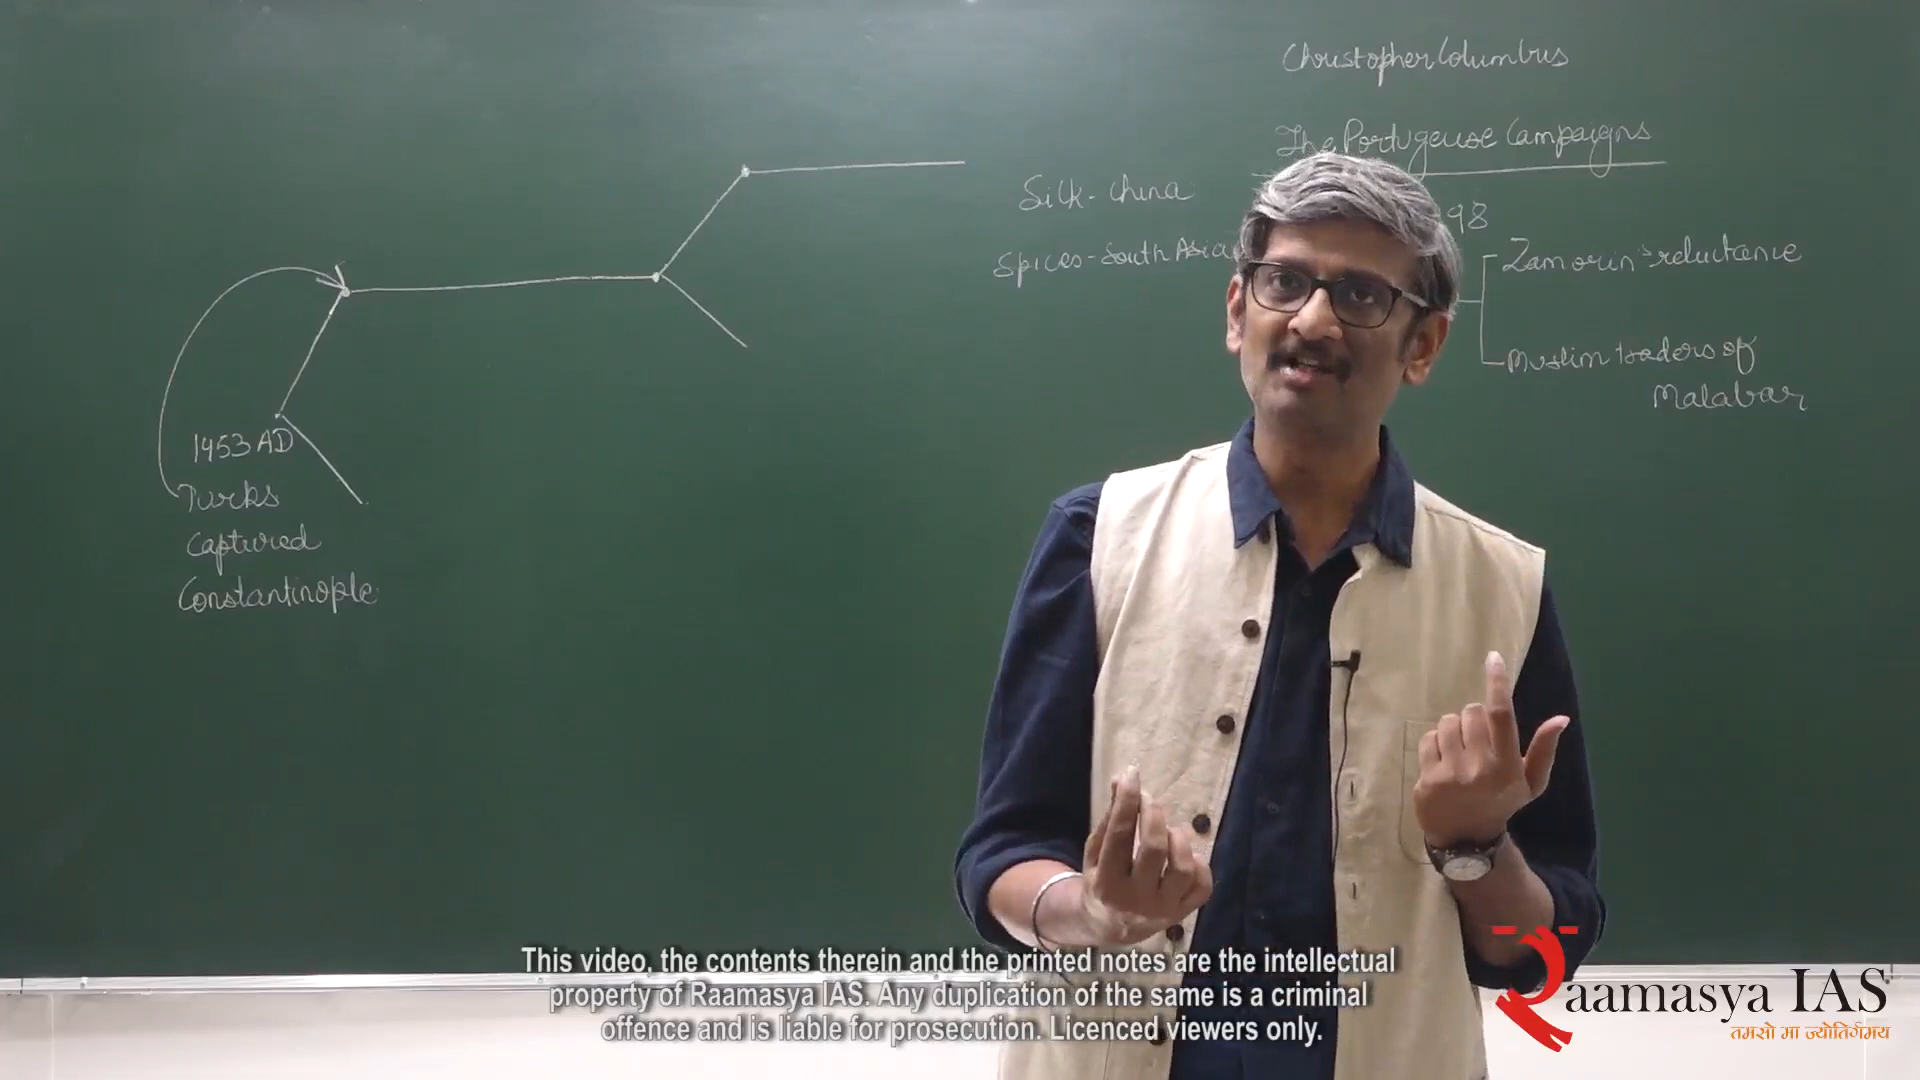 Christopher Columbus
The Portugeuse Campaigns
Silk - China
98
Spices - South Asia
Zamorin's reluctance
Muslim traders of
Malabar
1453 AD
Turks
Captured
Constantinople
This video, the contents therein and the printed notes are the intellectual
property of Raamasya IAS. Any duplication of the same is a criminal
offence and is liable for prosecution. Licenced viewers only.
Raamasya IAS
तमसो मा ज्योतिर्गमय